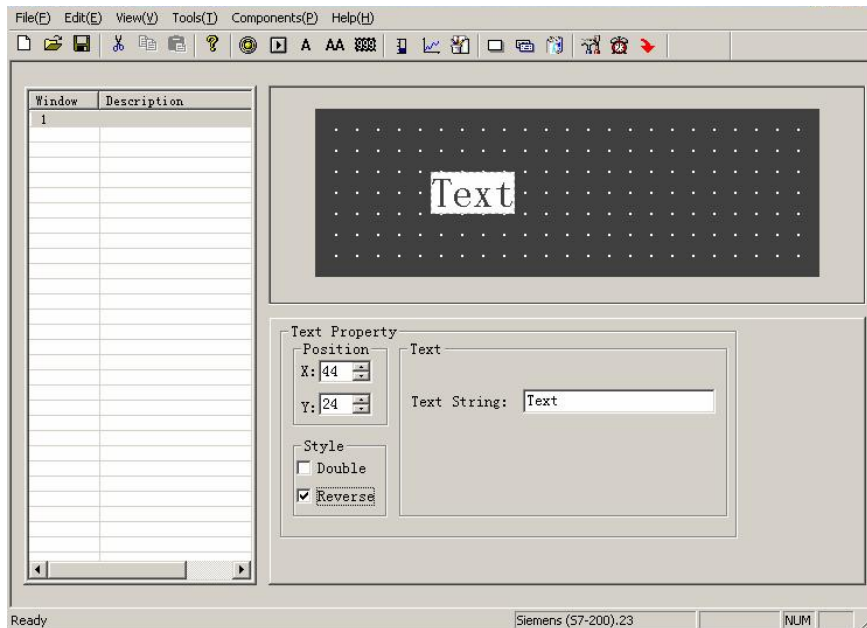 File(F) Edit(E) View(V) Tools(T) Components(P) Help(H)
A AA
Window Description
1
Text
Text Property
Position
X: 44
Y: 24
Text
Text String: Text
Style
Double
Reverse
Ready
Siemens (S7-200).23
NUM